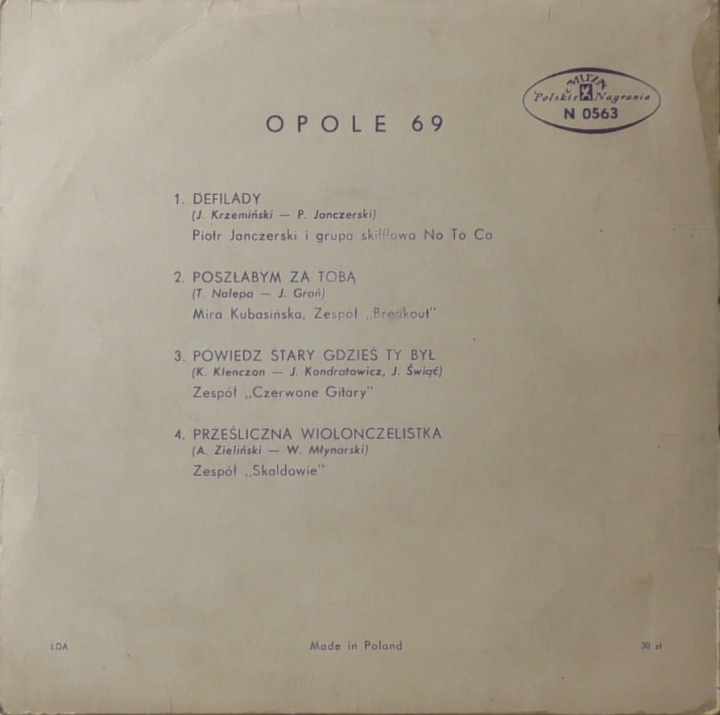 MUZA
Polskie Nagrania
N 0563
OPOLE 69
1. DEFILADY
(J. Krzemiński — P. Janczerski)
Piotr Janczerski i grupa skifflowa No To Co
2. POSZŁABYM ZA TOBĄ
(T. Nalepa — J. Grań)
Mira Kubasińska, Zespół „Breakout"
3. POWIEDZ STARY GDZIEŚ TY BYŁ
(K. Klenczon — J. Kondratowicz, J. Świąć)
Zespół „Czerwone Gitary"
4. PRZEŚLICZNA WIOLONCZELISTKA
(A. Zieliński — W. Młynarski)
Zespół „Skaldowie"
LDA Made in Poland 30 zł